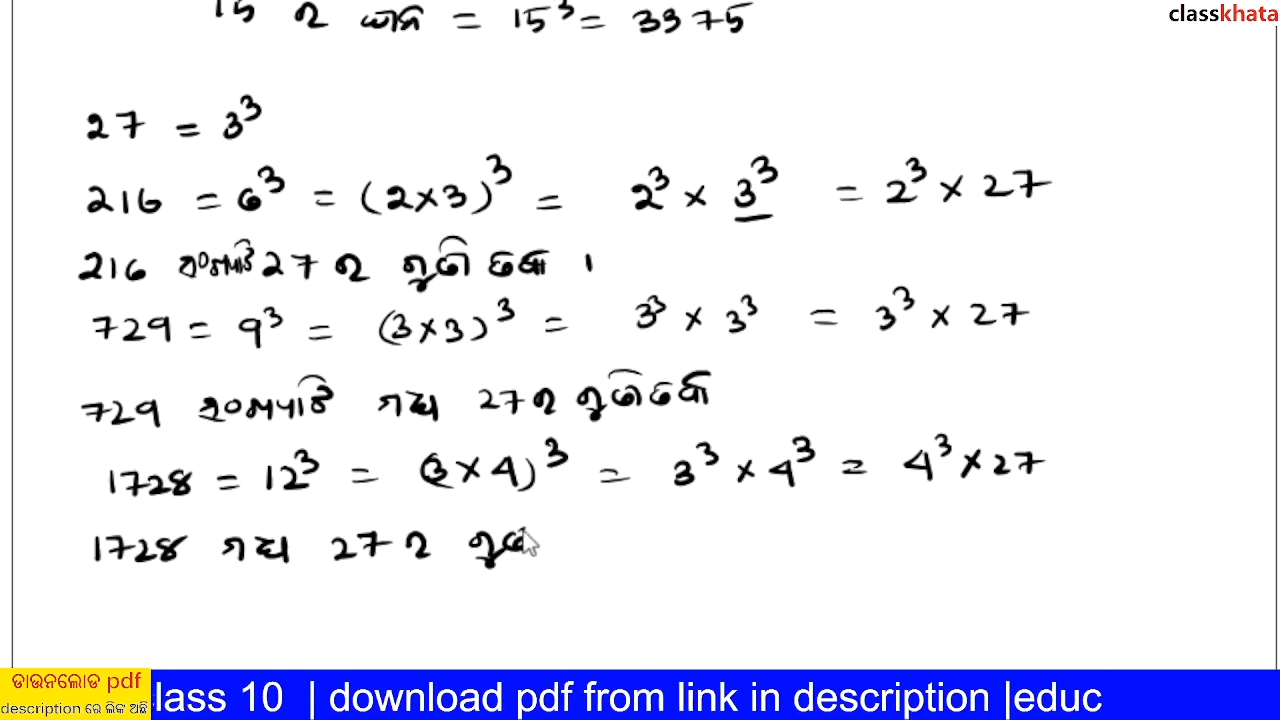 classkhata
15 ର ଘନ = 15³ = 3375
27 = 3³
216 = 6³ = (2×3)³ = 2³ × 3³ = 2³ × 27
216 ସଂଖ୍ୟାଟି 27 ର ଗୁଣିତକ ।
729 = 9³ = (3×3)³ = 3³ × 3³ = 3³ × 27
729 ସଂଖ୍ୟାଟି ମଧ୍ୟ 27ର ଗୁଣିତକ
1728 = 12³ = (3×4)³ = 3³ × 4³ = 4³ × 27
1728 ମଧ୍ୟ 27 ର
ଡାଉନଲୋଡ pdf
description ରେ ଲିଙ୍କ ଅଛି
lass 10 | download pdf from link in description |educ